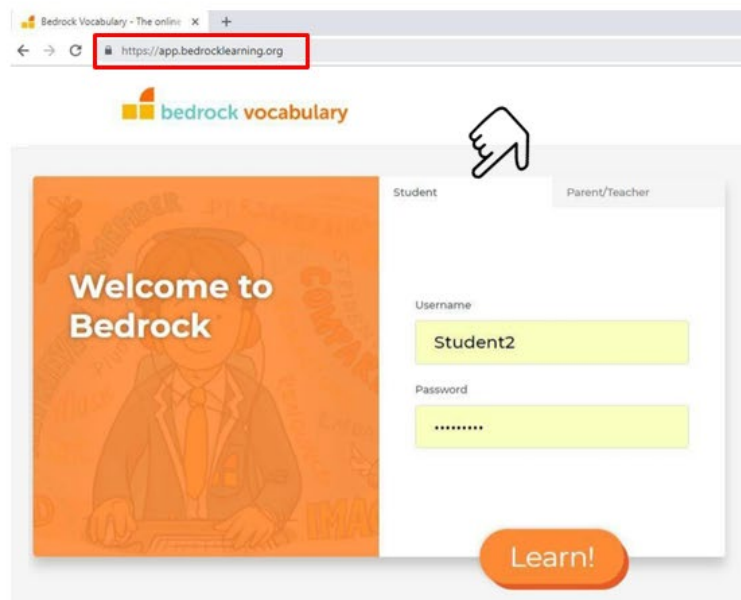 Bedrock Vocabulary - The online
https://app.bedrocklearning.org
bedrock vocabulary
Student
Parent/Teacher
Welcome to
Bedrock
Username
Student2
Password
•••••••••
Learn!